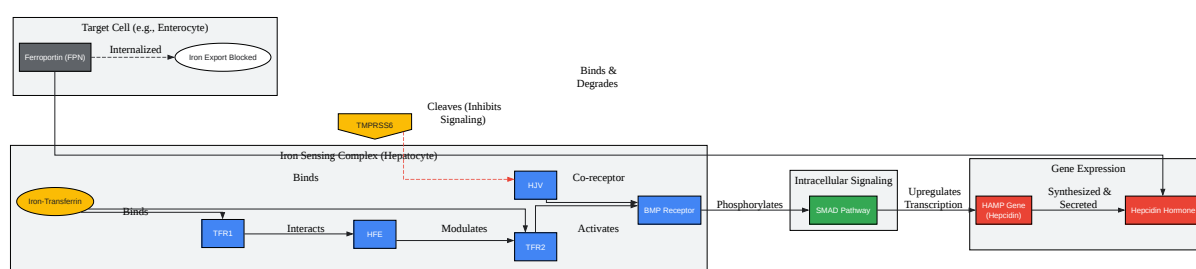 Target Cell (e.g., Enterocyte)
Ferroportin (FPN)
Internalized
Iron Export Blocked
Binds &
Degrades
TMPRSS6
Cleaves (Inhibits
Signaling)
Iron Sensing Complex (Hepatocyte)
Binds
HJV
Co-receptor
Iron-Transferrin
Binds
TFR1
Interacts
HFE
Modulates
TFR2
Activates
BMP Receptor
Phosphorylates
Intracellular Signaling
SMAD Pathway
Upregulates
Transcription
Gene Expression
HAMP Gene
(Hepcidin)
Synthesized &
Secreted
Hepcidin Hormone